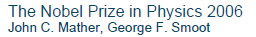 The Nobel Prize in Physics 2006
John C. Mather, George F. Smoot